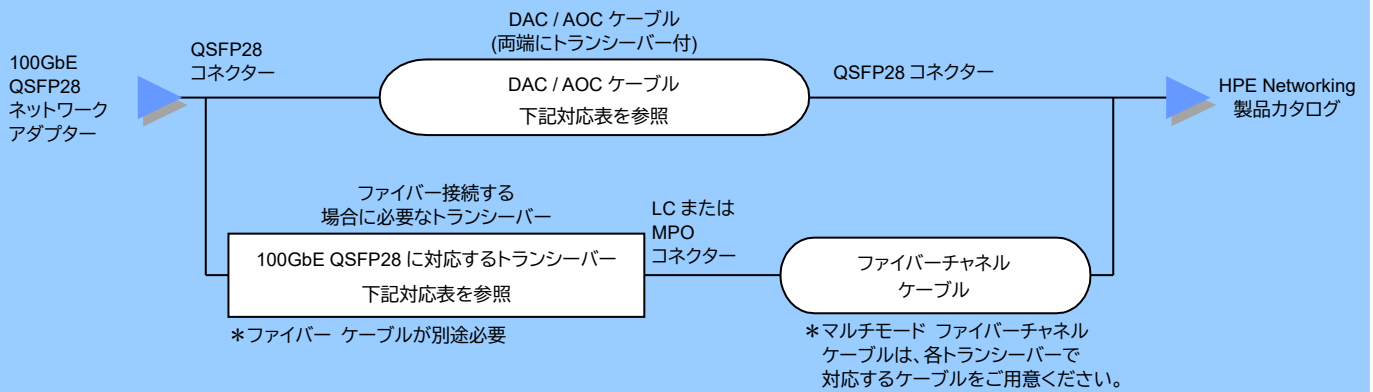 100GbE
QSFP28
ネットワーク
アダプター
QSFP28
コネクター
DAC / AOC ケーブル
(両端にトランシーバー付)
DAC / AOC ケーブル
下記対応表を参照
QSFP28 コネクター
HPE Networking
製品カタログ
ファイバー接続する
場合に必要なトランシーバー
100GbE QSFP28 に対応するトランシーバー
下記対応表を参照
＊ファイバー ケーブルが別途必要
LC または
MPO
コネクター
ファイバーチャネル
ケーブル
＊マルチモード ファイバーチャネル
ケーブルは、各トランシーバーで
対応するケーブルをご用意ください。